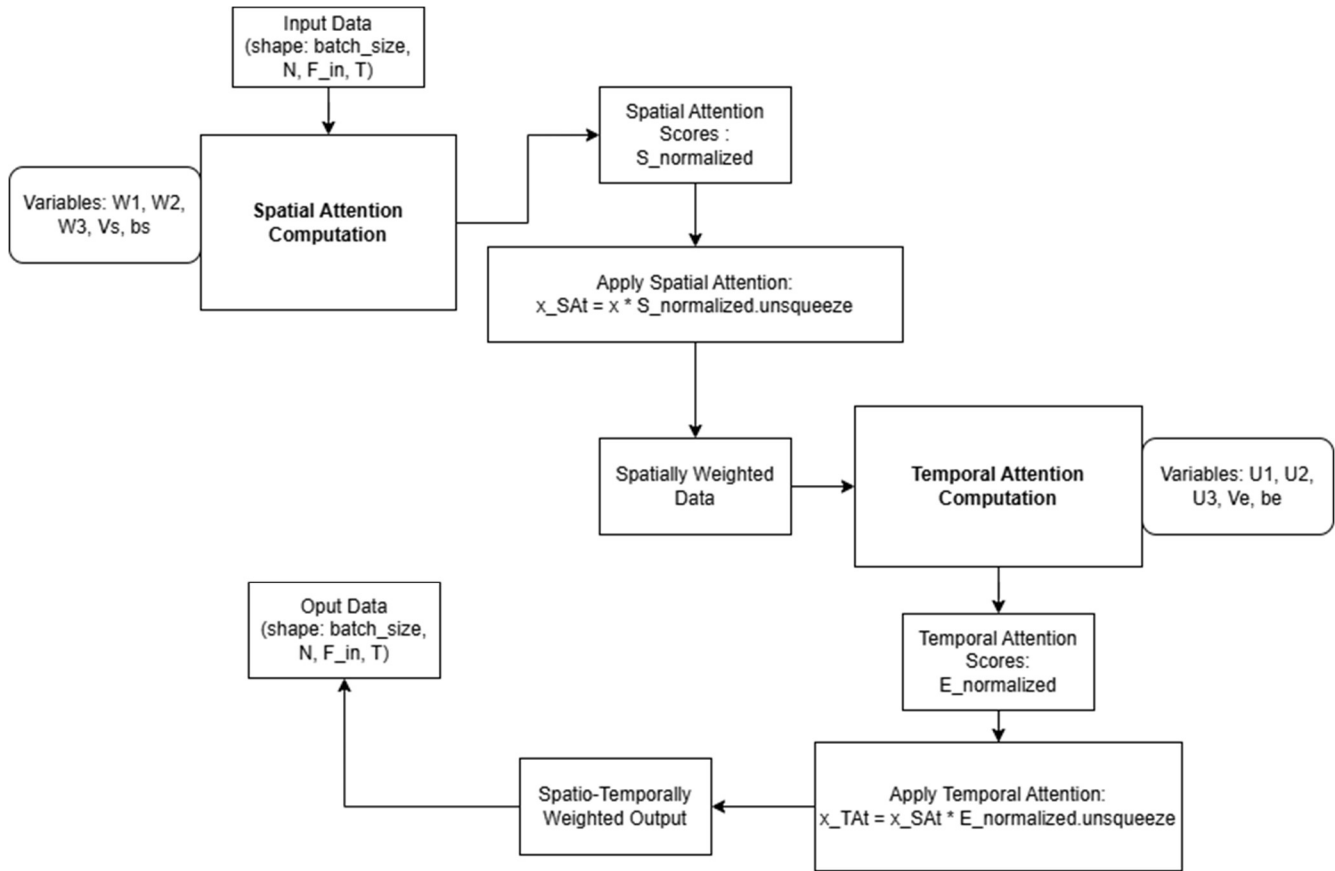 Input Data
(shape: batch_size,
N, F_in, T)
Spatial Attention
Scores :
S_normalized
Variables: W1, W2,
W3, Vs, bs
Spatial Attention
Computation
Apply Spatial Attention:
x_SAt = x * S_normalized.unsqueeze
Spatially Weighted
Data
Temporal Attention
Computation
Variables: U1, U2,
U3, Ve, be
Oput Data
(shape: batch_size,
N, F_in, T)
Temporal Attention
Scores:
E_normalized
Spatio-Temporally
Weighted Output
Apply Temporal Attention:
x_TAt = x_SAt * E_normalized.unsqueeze